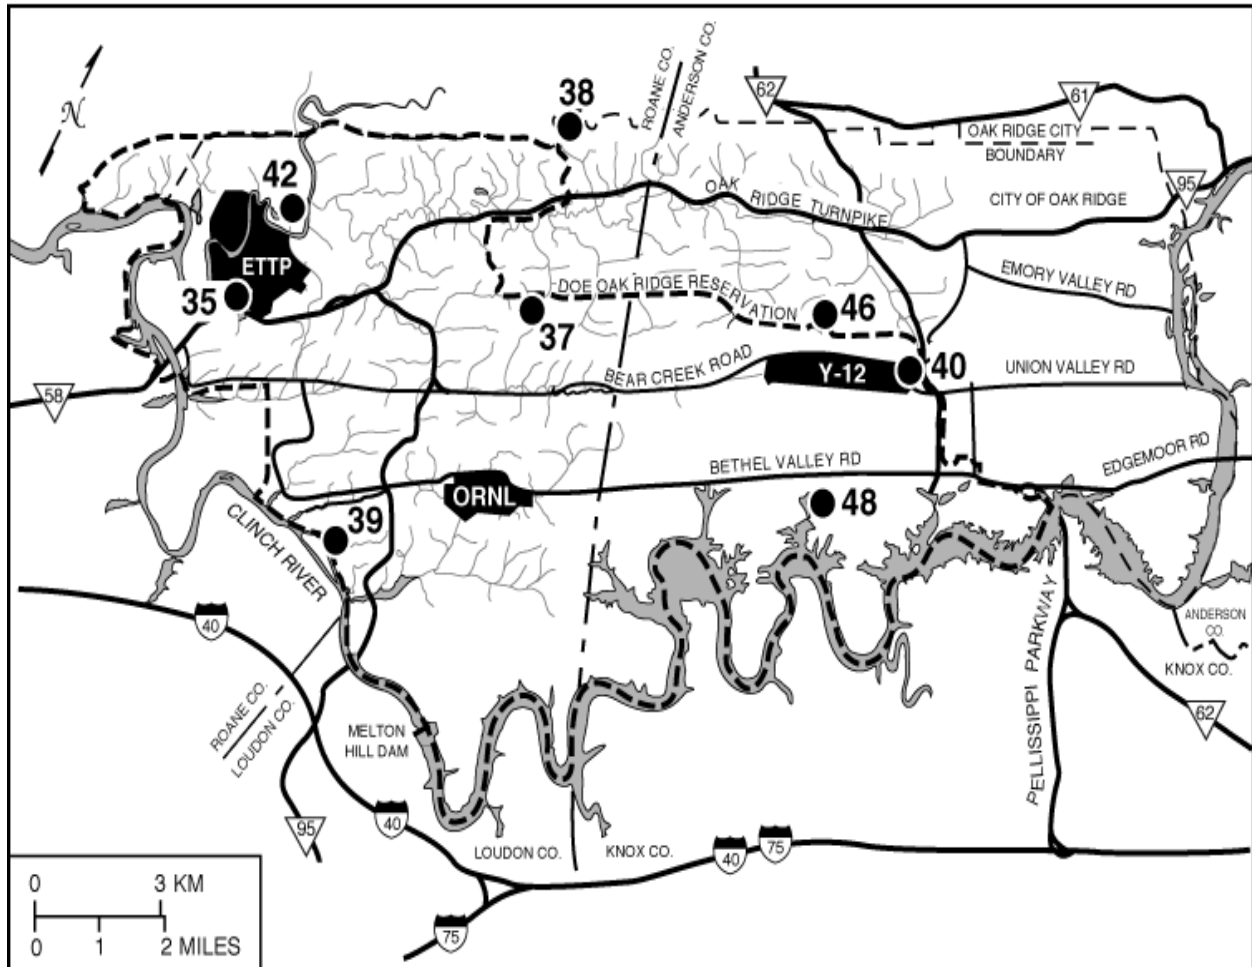 N
38
ROANE CO.
ANDERSON CO.
62
61
OAK RIDGE CITY
BOUNDARY
95
42
OAK RIDGE TURNPIKE
CITY OF OAK RIDGE
ETTP
35
EMORY VALLEY RD
DOE OAK RIDGE RESERVATION
37
46
BEAR CREEK ROAD
Y-12
40
UNION VALLEY RD
58
BETHEL VALLEY RD
EDGEMOOR RD
ORNL
39
48
CLINCH RIVER
40
PELLISSIPPI PARKWAY
ANDERSON
CO.
KNOX CO.
ROANE CO.
LOUDON CO.
MELTON
HILL DAM
62
95
40
LOUDON CO.
KNOX CO.
40
75
75
0
3 KM
0
1
2 MILES